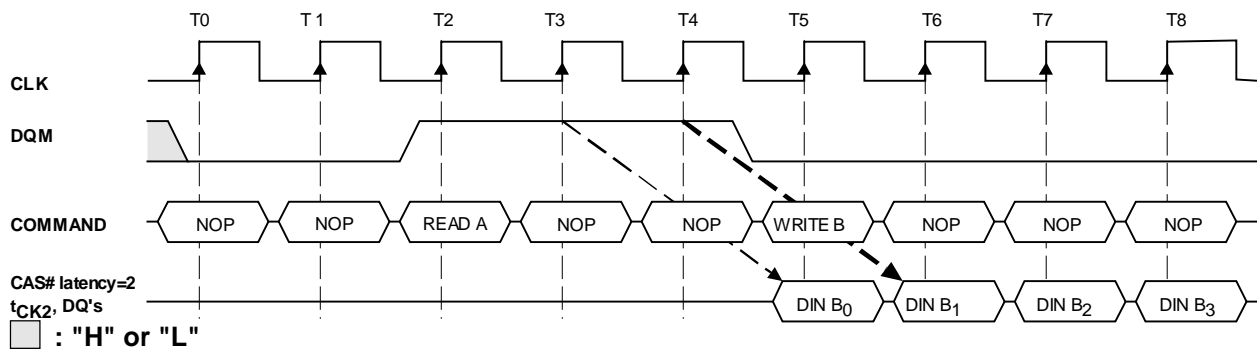 T0 T 1 T2 T3 T4 T5 T6 T7 T8
CLK
DQM
COMMAND NOP NOP READ A NOP NOP WRITE B NOP NOP NOP
CAS# latency=2
tCK2, DQ's DIN B0 DIN B1 DIN B2 DIN B3
: "H" or "L"